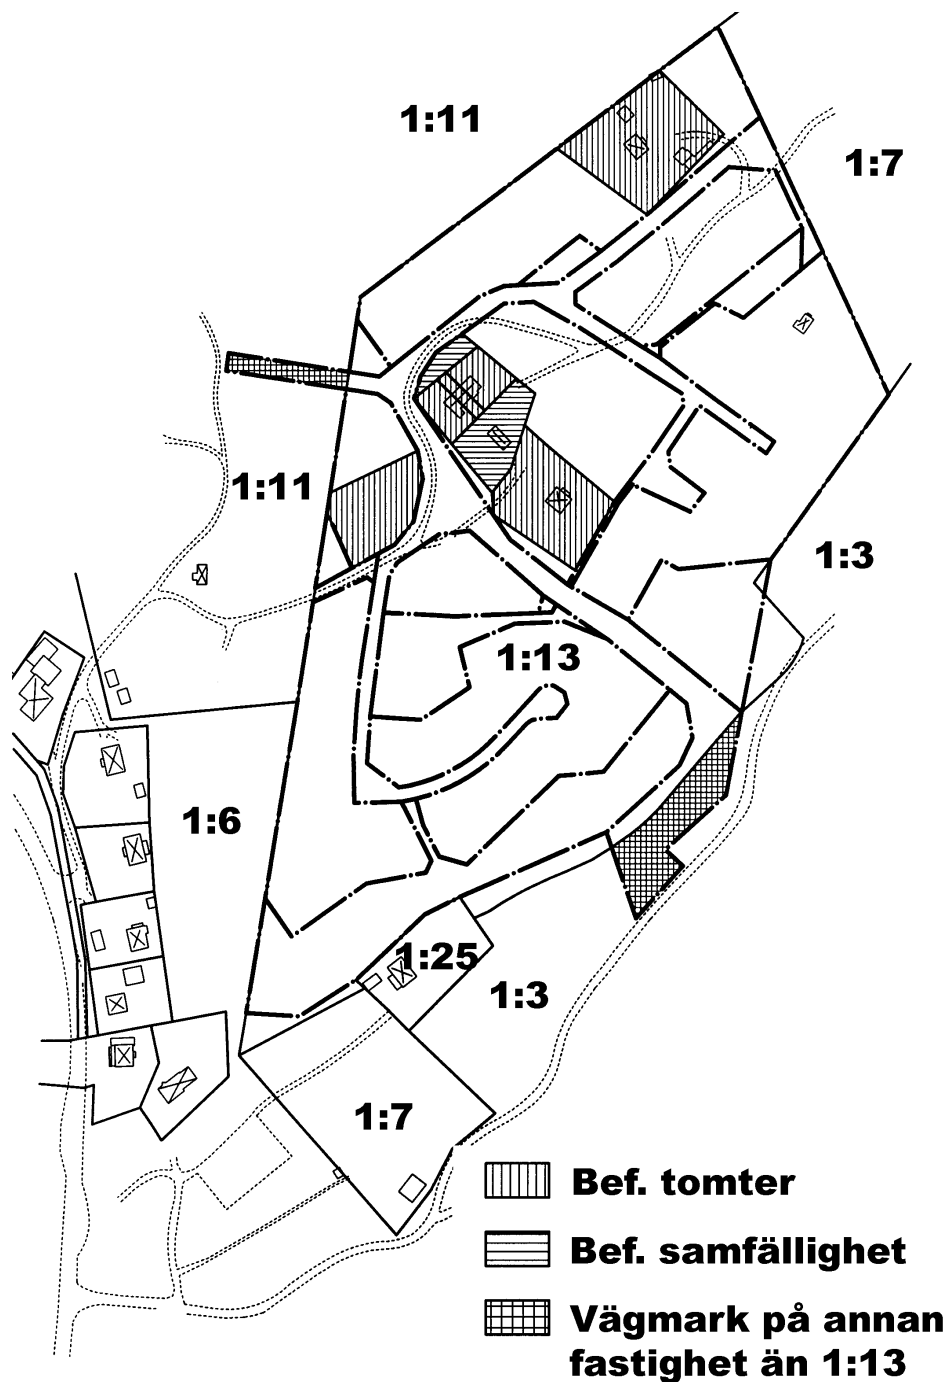 1:11
1:7
1:11
1:3
1:13
1:6
1:25
1:3
1:7
Bef. tomter
Bef. samfällighet
Vägmark på annan
fastighet än 1:13